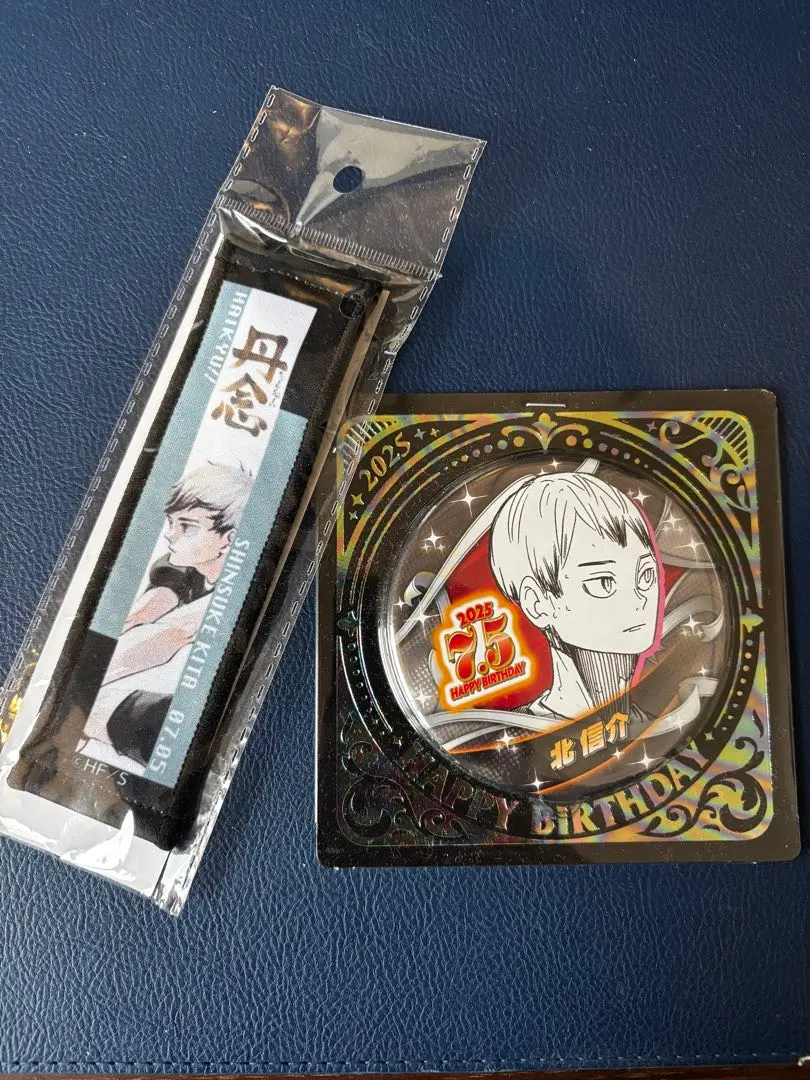 HAIKYU!!
丹念
SHINSUKE KITA 07.05
©HF/S
2025
2025
7.5
HAPPY BIRTHDAY
北 信介
HAPPY BIRTHDAY